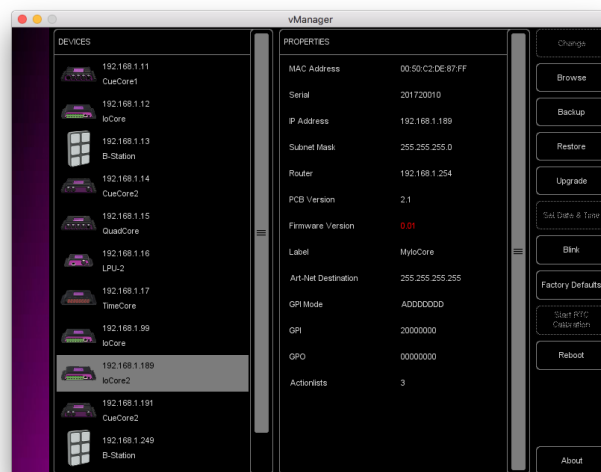 vManager
DEVICES
192.168.1.11
CueCore1
192.168.1.12
IoCore
192.168.1.13
B-Station
192.168.1.14
CueCore2
192.168.1.15
QuadCore
192.168.1.16
LPU-2
192.168.1.17
TimeCore
192.168.1.99
IoCore
192.168.1.189
IoCore2
192.168.1.191
CueCore2
192.168.1.249
B-Station
PROPERTIES
MAC Address 00:50:C2:DE:87:FF
Serial 201720010
IP Address 192.168.1.189
Subnet Mask 255.255.255.0
Router 192.168.1.254
PCB Version 2.1
Firmware Version 0.01
Label MyIoCore
Art-Net Destination 255.255.255.255
GPI Mode ADDDDDDD
GPI 20000000
GPO 00000000
Actionlists 3
Change
Browse
Backup
Restore
Upgrade
Set Date & Time
Blink
Factory Defaults
Start RTC
Calibration
Reboot
About